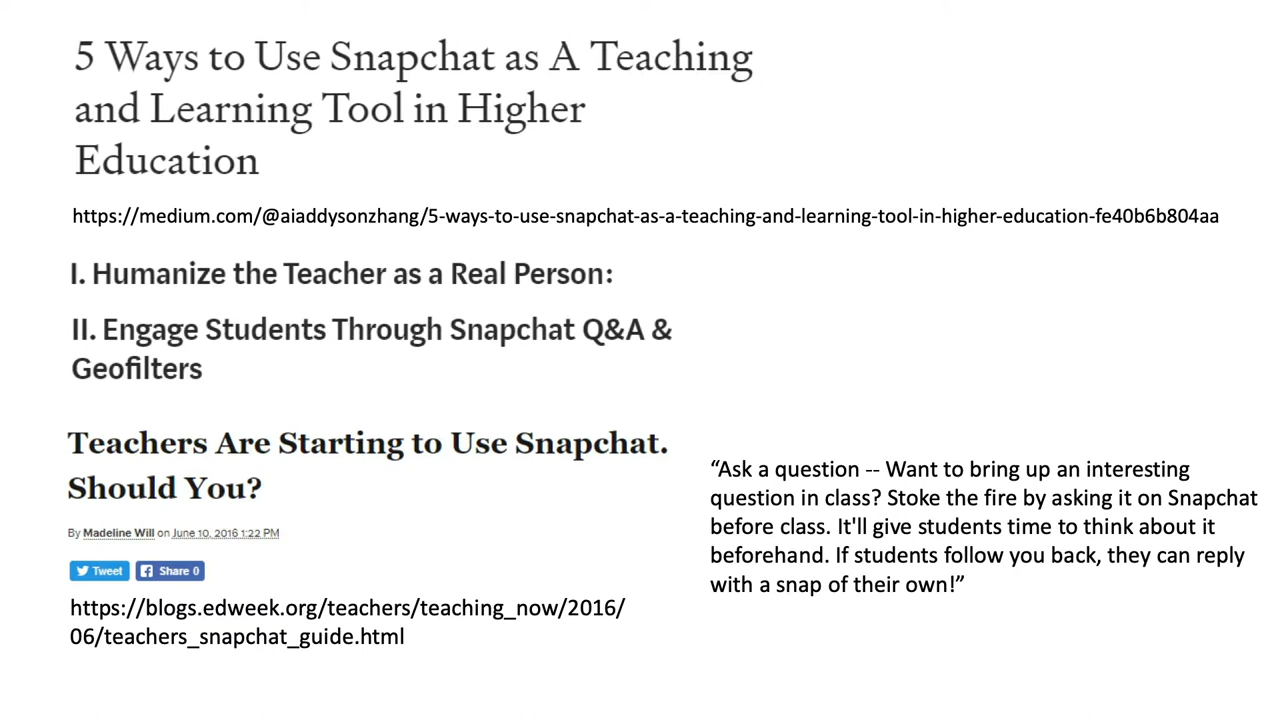 5 Ways to Use Snapchat as A Teaching
and Learning Tool in Higher
Education
https://medium.com/@aiaddysonzhang/5-ways-to-use-snapchat-as-a-teaching-and-learning-tool-in-higher-education-fe40b6b804aa
I. Humanize the Teacher as a Real Person:
II. Engage Students Through Snapchat Q&A &
Geofilters
Teachers Are Starting to Use Snapchat.
Should You?
By Madeline Will on June 10, 2016 1:22 PM
Tweet Share 0
https://blogs.edweek.org/teachers/teaching_now/2016/
06/teachers_snapchat_guide.html
“Ask a question -- Want to bring up an interesting
question in class? Stoke the fire by asking it on Snapchat
before class. It'll give students time to think about it
beforehand. If students follow you back, they can reply
with a snap of their own!”